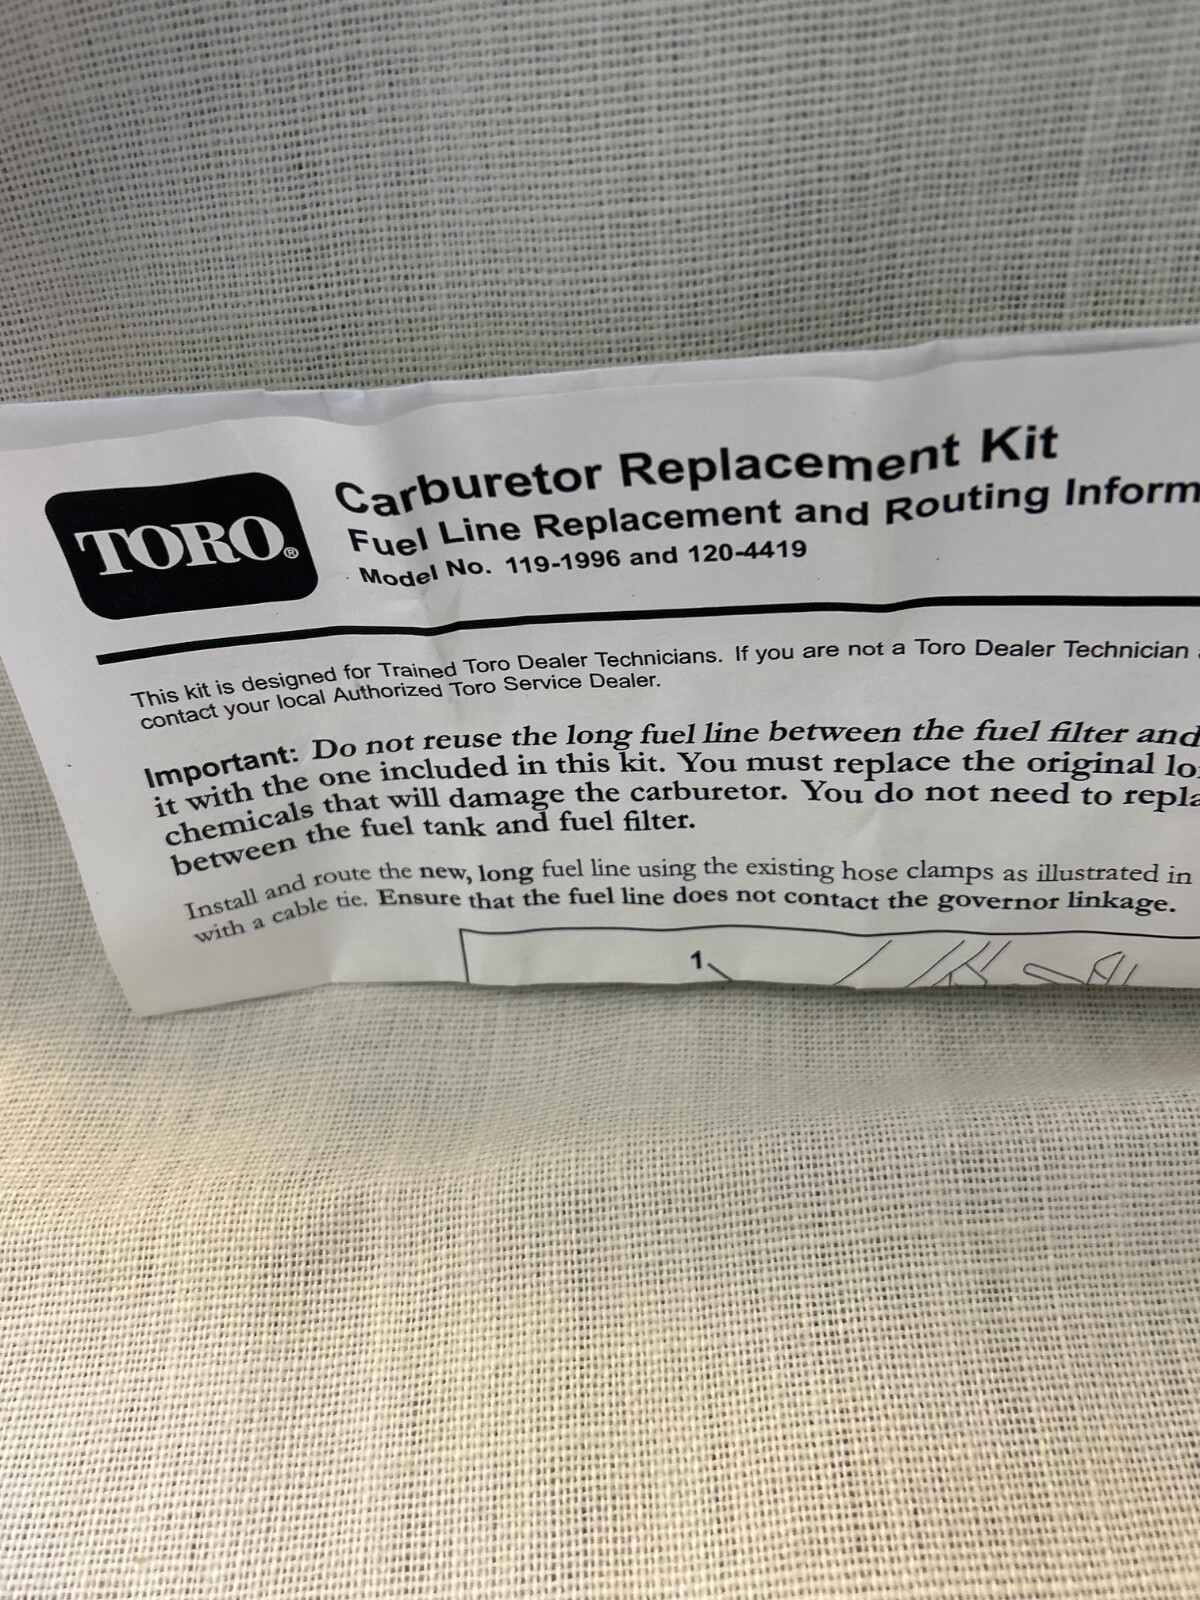 TORO®
Carburetor Replacement Kit
Fuel Line Replacement and Routing Inform
Model No. 119-1996 and 120-4419
This kit is designed for Trained Toro Dealer Technicians. If you are not a Toro Dealer Technician
contact your local Authorized Toro Service Dealer.
Important: Do not reuse the long fuel line between the fuel filter and
it with the one included in this kit. You must replace the original lo
chemicals that will damage the carburetor. You do not need to repla
between the fuel tank and fuel filter.
Install and route the new, long fuel line using the existing hose clamps as illustrated in
with a cable tie. Ensure that the fuel line does not contact the governor linkage.
1